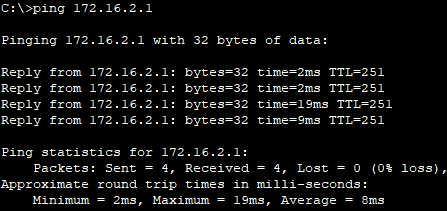 C:\>ping 172.16.2.1
Pinging 172.16.2.1 with 32 bytes of data:
Reply from 172.16.2.1: bytes=32 time=2ms TTL=251
Reply from 172.16.2.1: bytes=32 time=2ms TTL=251
Reply from 172.16.2.1: bytes=32 time=19ms TTL=251
Reply from 172.16.2.1: bytes=32 time=9ms TTL=251
Ping statistics for 172.16.2.1:
    Packets: Sent = 4, Received = 4, Lost = 0 (0% loss),
Approximate round trip times in milli-seconds:
    Minimum = 2ms, Maximum = 19ms, Average = 8ms